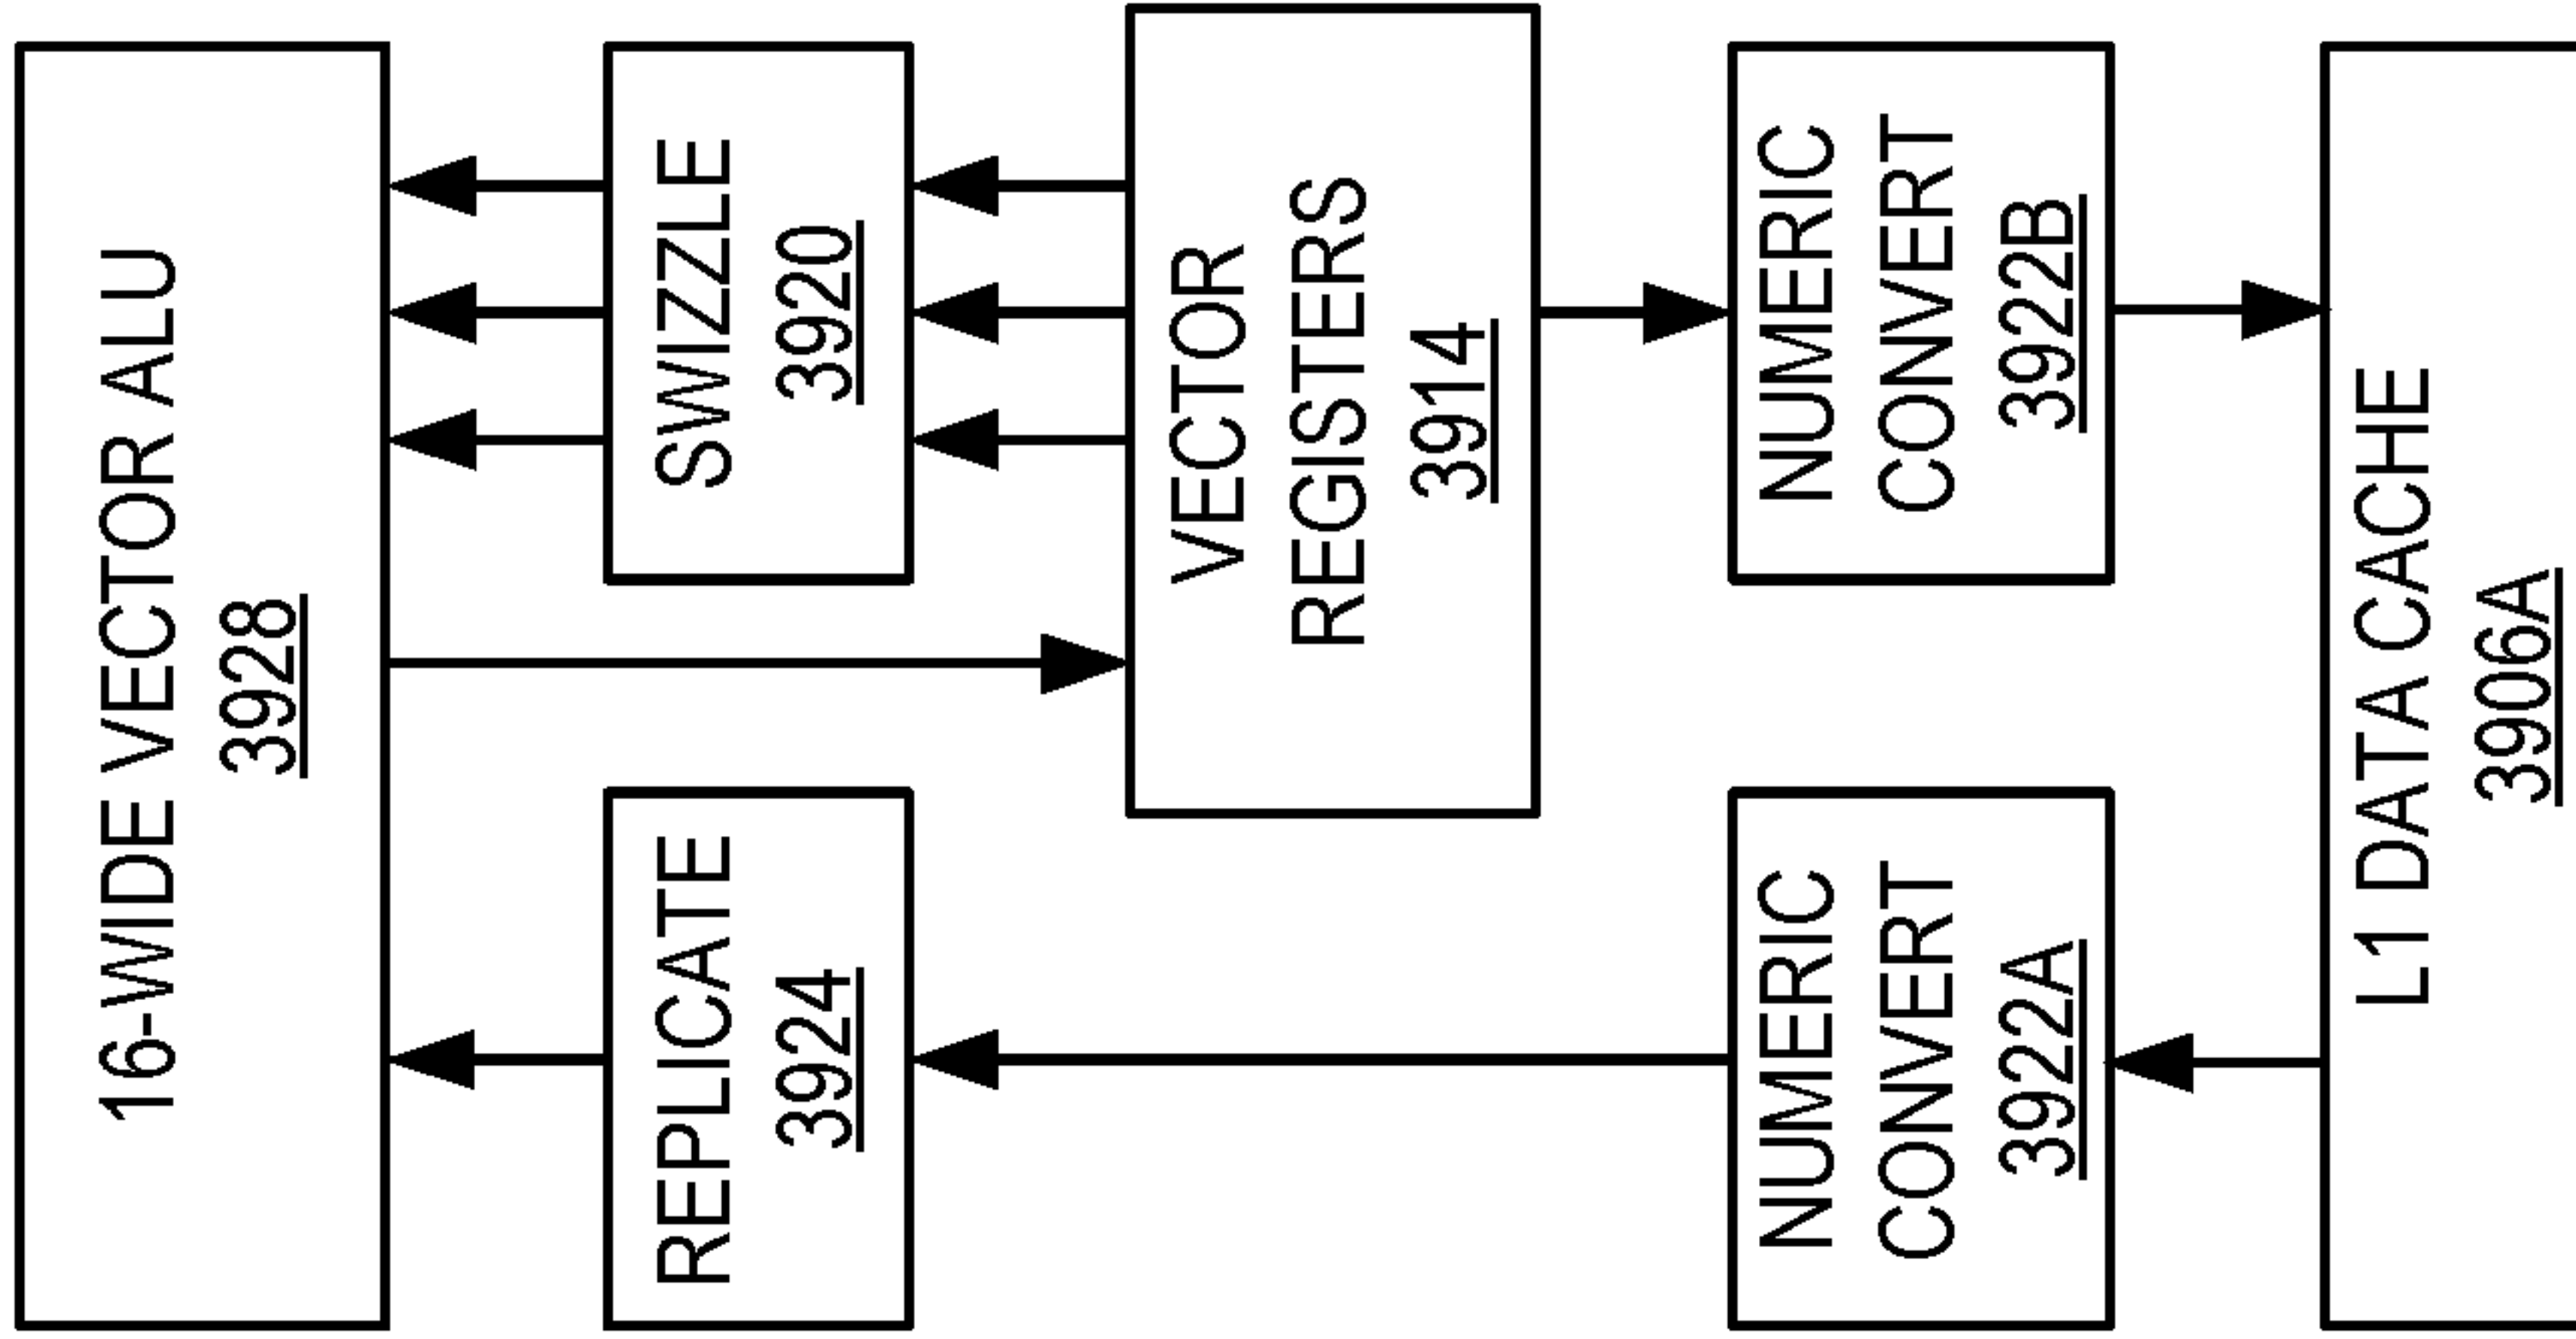 16-WIDE VECTOR ALU
3928
REPLICATE
3924
SWIZZLE
3920
VECTOR
REGISTERS
3914
NUMERIC
CONVERT
3922A
NUMERIC
CONVERT
3922B
L1 DATA CACHE
3906A